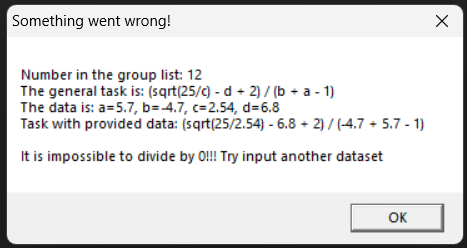 Something went wrong!
Number in the group list: 12
The general task is: (sqrt(25/c) - d + 2) / (b + a - 1)
The data is: a=5.7, b=-4.7, c=2.54, d=6.8
Task with provided data: (sqrt(25/2.54) - 6.8 + 2) / (-4.7 + 5.7 - 1)
It is impossible to divide by 0!!! Try input another dataset
OK